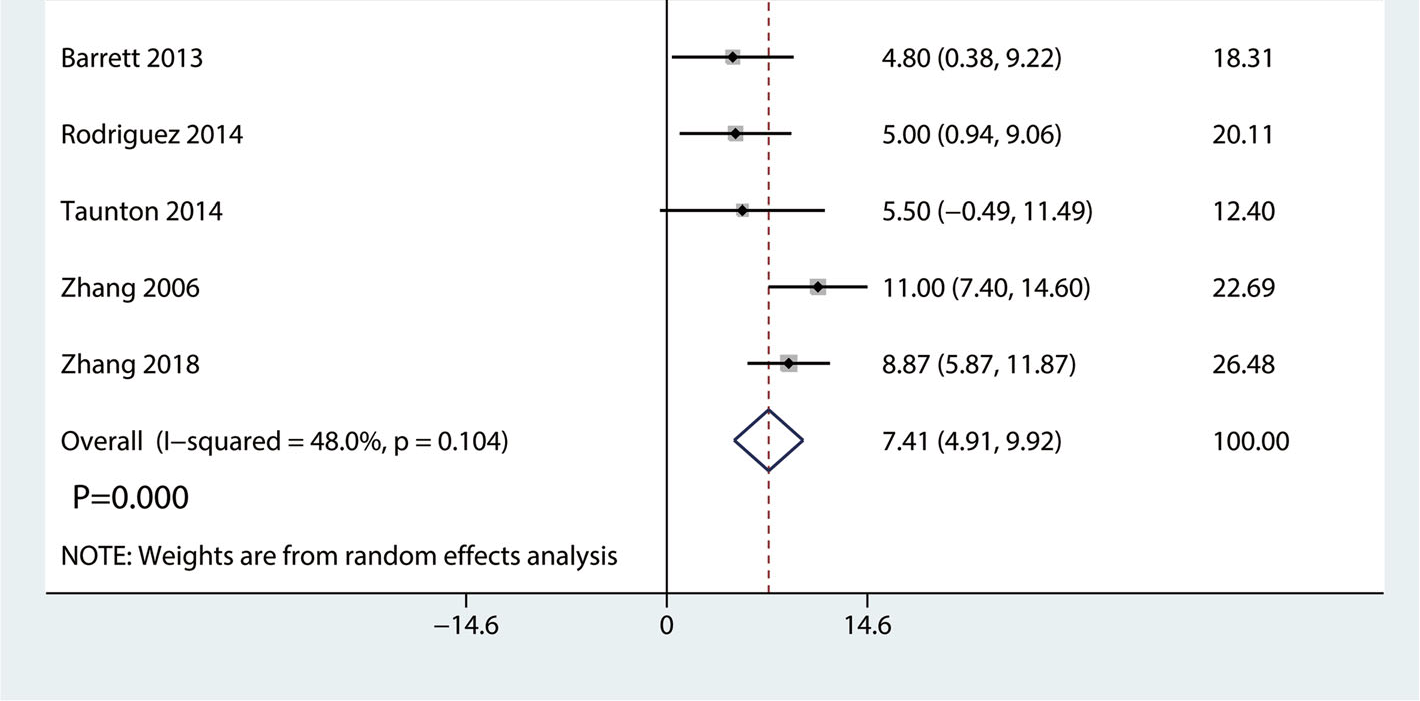 Barrett 2013 4.80 (0.38, 9.22) 18.31
Rodriguez 2014 5.00 (0.94, 9.06) 20.11
Taunton 2014 5.50 (−0.49, 11.49) 12.40
Zhang 2006 11.00 (7.40, 14.60) 22.69
Zhang 2018 8.87 (5.87, 11.87) 26.48
Overall (I−squared = 48.0%, p = 0.104) 7.41 (4.91, 9.92) 100.00
P=0.000
NOTE: Weights are from random effects analysis
−14.6 0 14.6